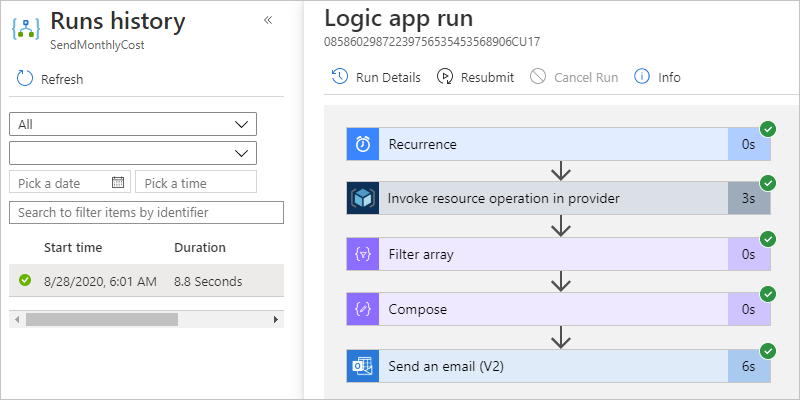 Runs history
SendMonthlyCost
Refresh
All
Pick a date
Pick a time
Search to filter items by identifier
Start time Duration
8/28/2020, 6:01 AM 8.8 Seconds
Logic app run
08586029872239756535453568906CU17
Run Details Resubmit Cancel Run Info
Recurrence 0s
Invoke resource operation in provider 3s
Filter array 0s
Compose 0s
Send an email (V2) 6s